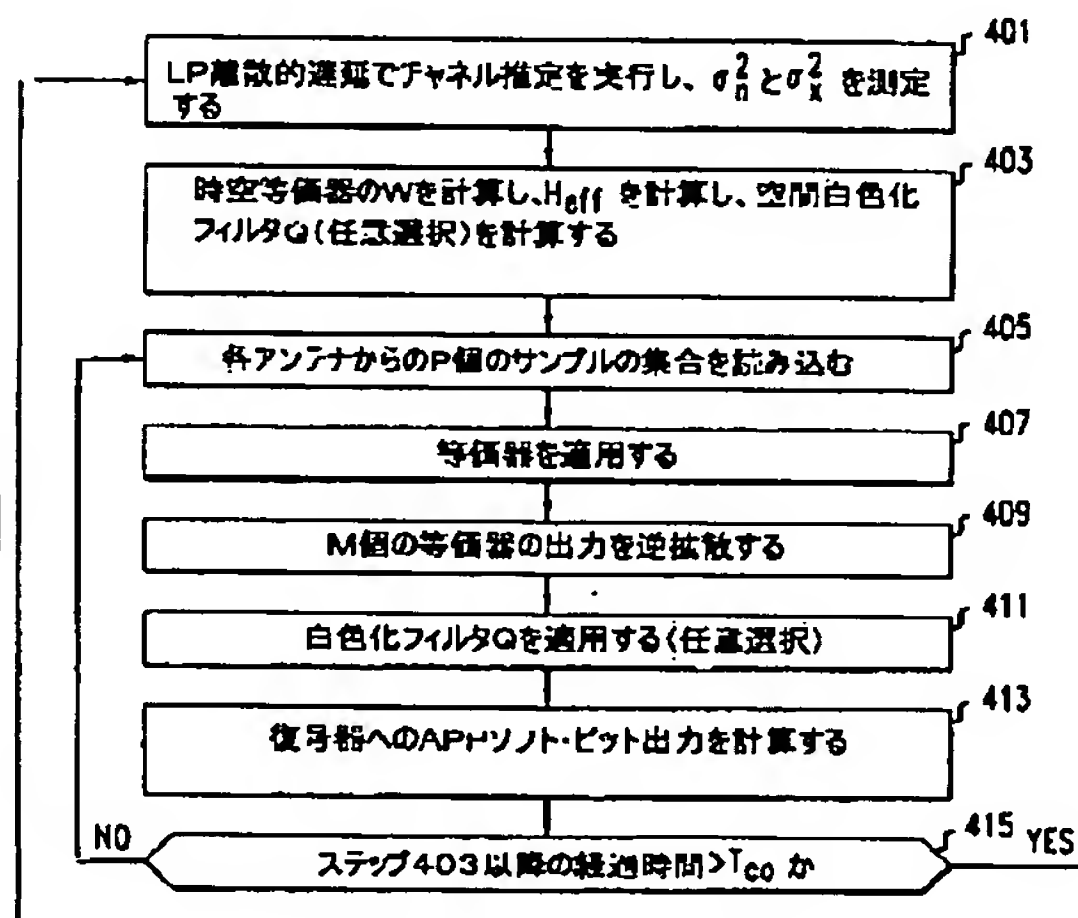 401
LP離散的遅延でチャネル推定を実行し、σ²ₙとσ²ₓ を測定
する
403
時空等価器のWを計算し、H_eff を計算し、空間白色化
フィルタQ(任意選択)を計算する
405
各アンテナからのP個のサンプルの集合を読み込む
407
等価器を適用する
409
M個の等価器の出力を逆拡散する
411
白色化フィルタQを適用する(任意選択)
413
復号器へのAPPソフト・ビット出力を計算する
NO
415
YES
ステップ403以降の経過時間>T_co か